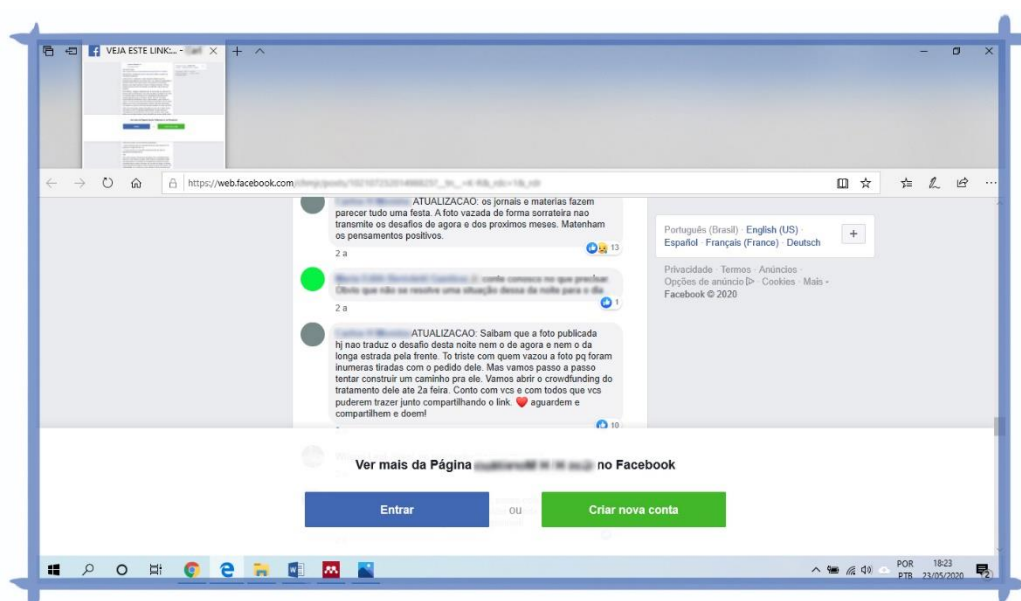 VEJA ESTE LINK:... -
https://web.facebook.com
ATUALIZACAO: os jornais e materias fazem
parecer tudo uma festa. A foto vazada de forma sorrateira nao
transmite os desafios de agora e dos proximos meses. Matenham
os pensamentos positivos.
13
2 a
conte conosco no que precisar.
Óbvio que não se resolve uma situação dessa da noite para o dia
1
2 a
ATUALIZACAO: Saibam que a foto publicada
hj nao traduz o desafio desta noite nem o de agora e nem o da
longa estrada pela frente. To triste com quem vazou a foto pq foram
inumeras tiradas com o pedido dele. Mas vamos passo a passo
tentar construir um caminho pra ele. Vamos abrir o crowdfunding do
tratamento dele ate 2a feira. Conto com vcs e com todos que vcs
puderem trazer junto compartilhando o link. ❤️ aguardem e
compartilhem e doem!
10
Português (Brasil) · English (US) ·
Español · Français (France) · Deutsch
+
Privacidade · Termos · Anúncios ·
Opções de anúncio · Cookies · Mais
Facebook © 2020
Ver mais da Página no Facebook
Entrar
ou
Criar nova conta
POR
PTB
18:23
23/05/2020
2